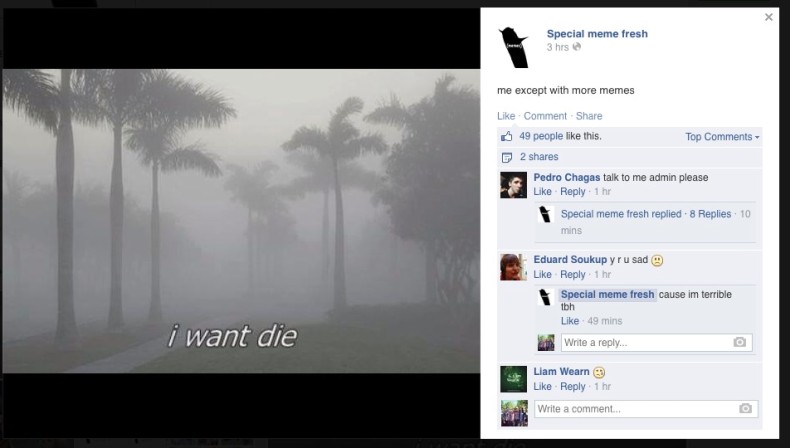 i want die
Special meme fresh
3 hrs
me except with more memes
Like · Comment · Share
49 people like this.
Top Comments
2 shares
Pedro Chagas talk to me admin please
Like · Reply · 1 hr
Special meme fresh replied · 8 Replies · 10
mins
Eduard Soukup y r u sad
Like · Reply · 1 hr
Special meme fresh cause im terrible
tbh
Like · 49 mins
Write a reply...
Liam Wearn
Like · Reply · 1 hr
Write a comment...